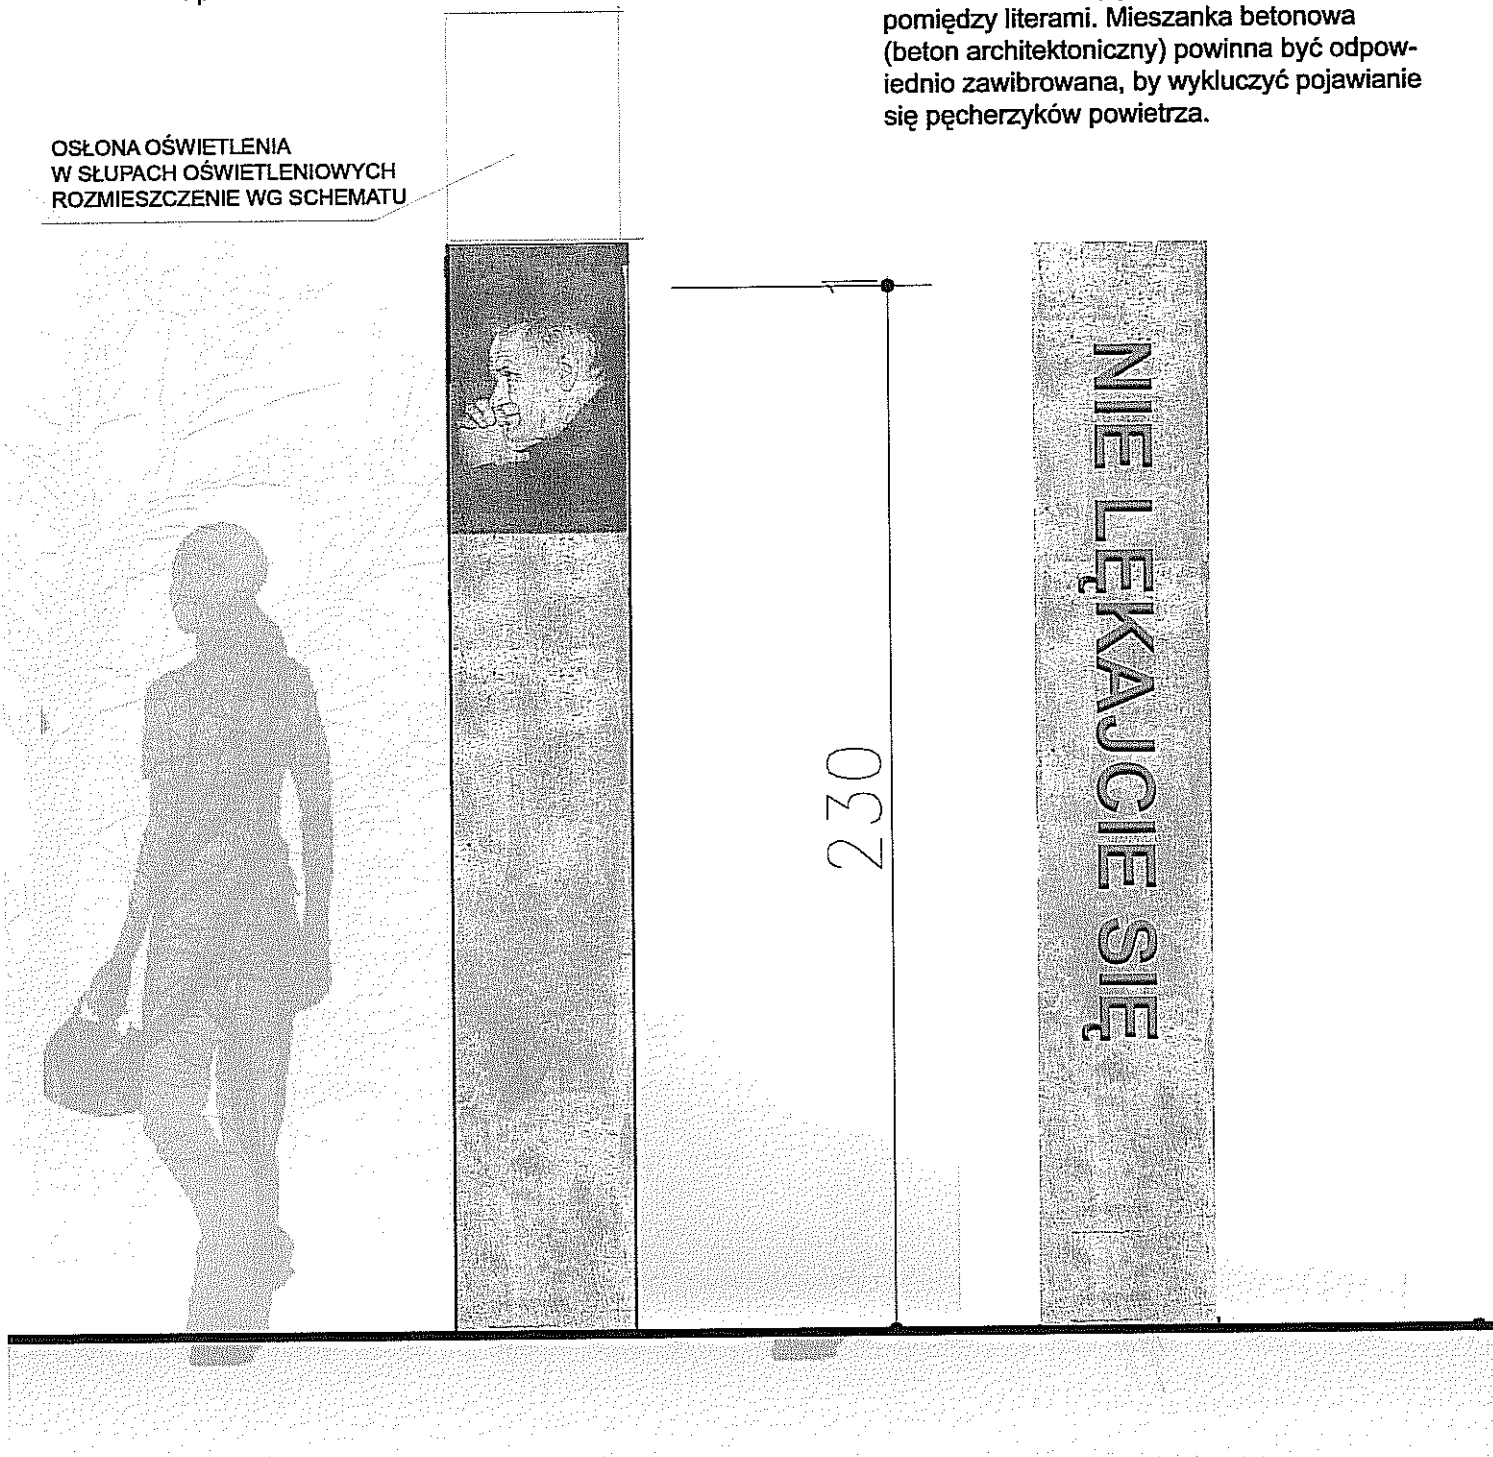 pomiędzy literami. Mieszanka betonowa
(beton architektoniczny) powinna być odpow-
iednio zawibrowana, by wykluczyć pojawianie
się pęcherzyków powietrza.
OSŁONA OŚWIETLENIA
W SŁUPACH OŚWIETLENIOWYCH
ROZMIESZCZENIE WG SCHEMATU
230
NIE LĘKAJCIE SIĘ